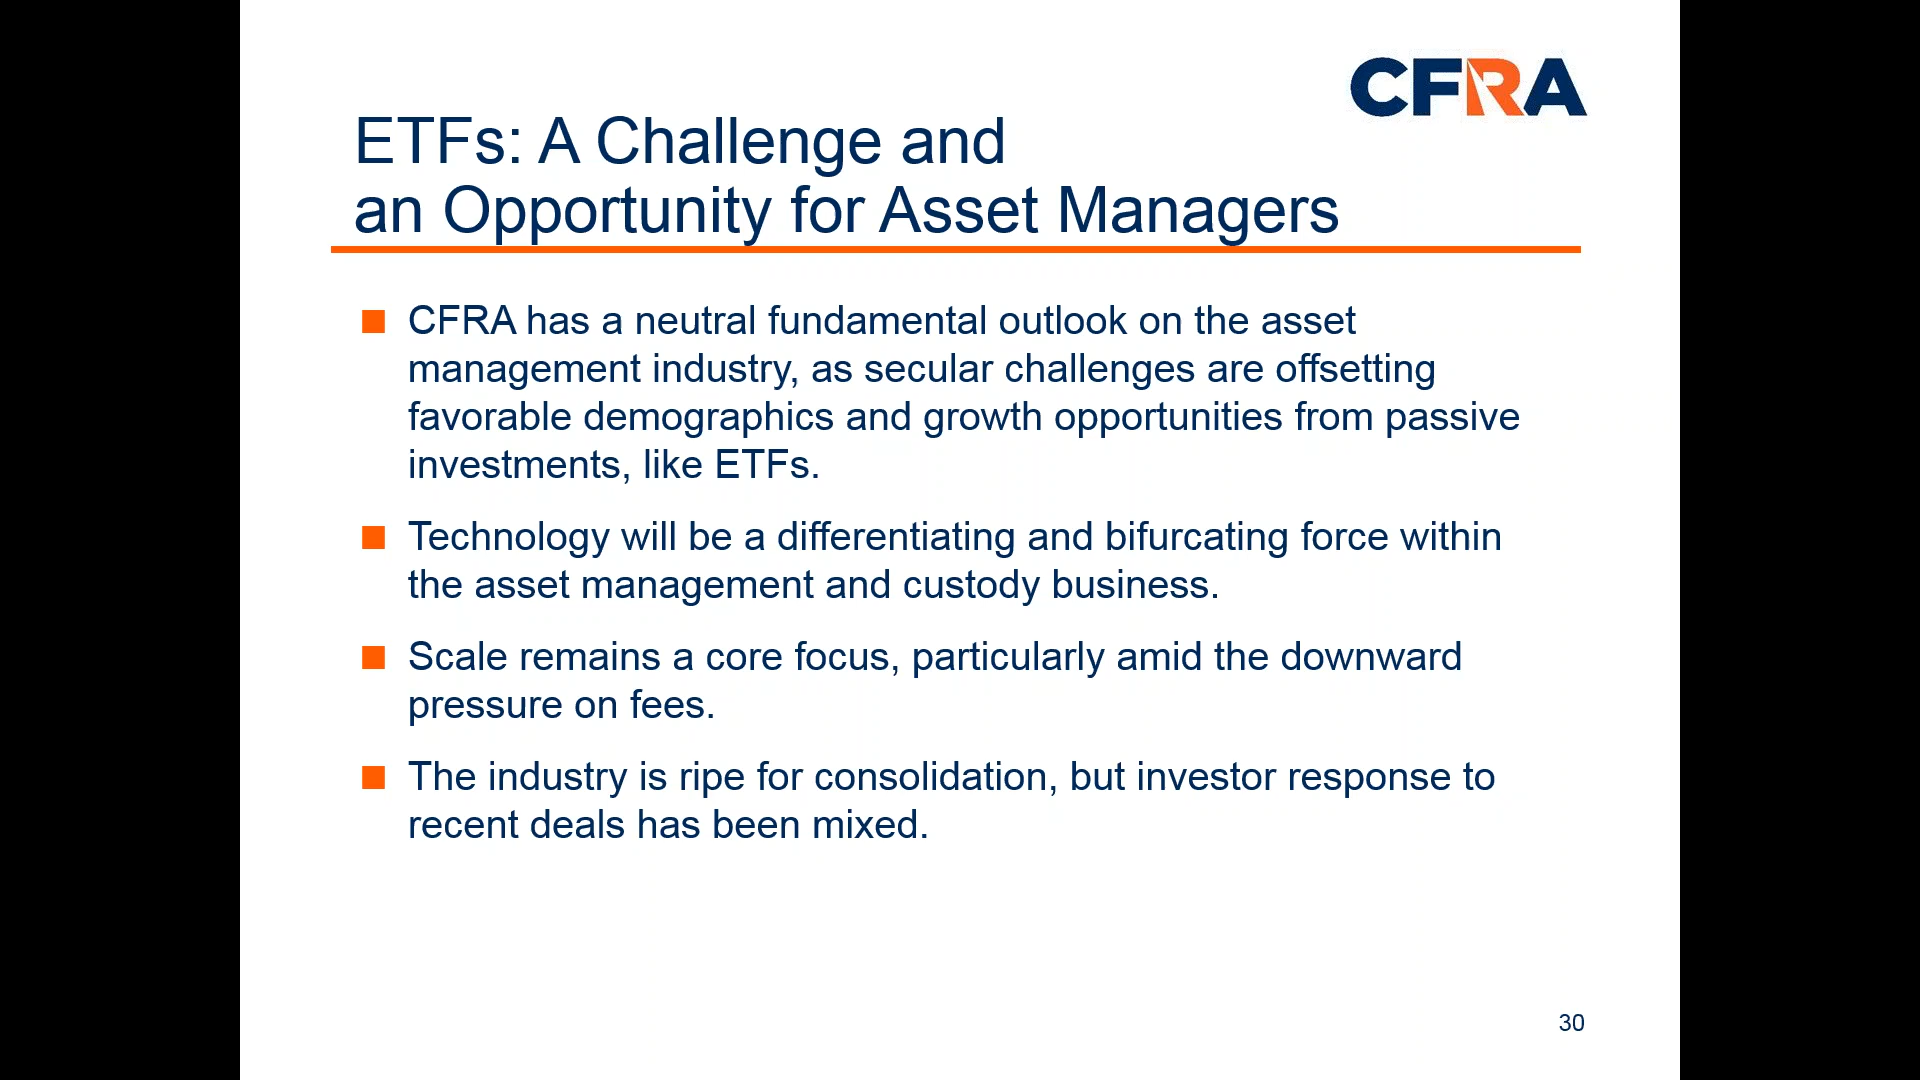 CFRA
ETFs: A Challenge and
an Opportunity for Asset Managers
CFRA has a neutral fundamental outlook on the asset
management industry, as secular challenges are offsetting
favorable demographics and growth opportunities from passive
investments, like ETFs.
Technology will be a differentiating and bifurcating force within
the asset management and custody business.
Scale remains a core focus, particularly amid the downward
pressure on fees.
The industry is ripe for consolidation, but investor response to
recent deals has been mixed.
30